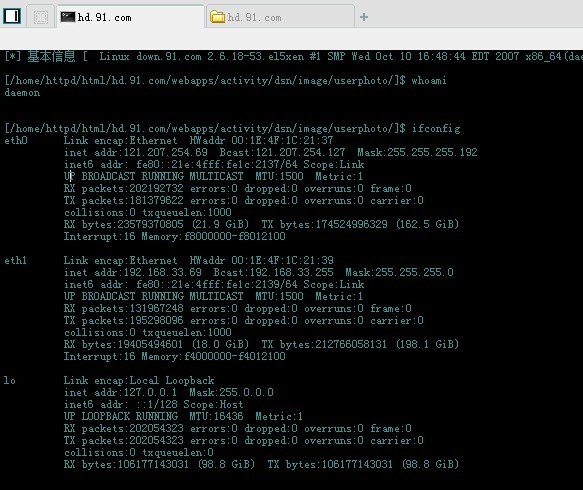 hd.91.com
hd.91.com
[*] 基本信息 [ Linux down.91.com 2.6.18-53.el5xen #1 SMP Wed Oct 10 16:48:44 EDT 2007 x86_64(dae
[/home/httpd/html/hd.91.com/webapps/activity/dsn/image/userphoto/]$ whoami
daemon
[/home/httpd/html/hd.91.com/webapps/activity/dsn/image/userphoto/]$ ifconfig
eth0 Link encap:Ethernet HWaddr 00:1E:4F:1C:21:37
inet addr:121.207.254.69 Bcast:121.207.254.127 Mask:255.255.255.192
inet6 addr: fe80::21e:4fff:fe1c:2137/64 Scope:Link
UP BROADCAST RUNNING MULTICAST MTU:1500 Metric:1
RX packets:202192732 errors:0 dropped:0 overruns:0 frame:0
TX packets:181379622 errors:0 dropped:0 overruns:0 carrier:0
collisions:0 txqueuelen:1000
RX bytes:23579370805 (21.9 GiB) TX bytes:174524996329 (162.5 GiB)
Interrupt:16 Memory:f8000000-f8012100
eth1 Link encap:Ethernet HWaddr 00:1E:4F:1C:21:39
inet addr:192.168.33.69 Bcast:192.168.33.255 Mask:255.255.255.0
inet6 addr: fe80::21e:4fff:fe1c:2139/64 Scope:Link
UP BROADCAST RUNNING MULTICAST MTU:1500 Metric:1
RX packets:131967248 errors:0 dropped:0 overruns:0 frame:0
TX packets:195298096 errors:0 dropped:0 overruns:0 carrier:0
collisions:0 txqueuelen:1000
RX bytes:19405494601 (18.0 GiB) TX bytes:212766058131 (198.1 GiB)
Interrupt:16 Memory:f4000000-f4012100
lo Link encap:Local Loopback
inet addr:127.0.0.1 Mask:255.0.0.0
inet6 addr: ::1/128 Scope:Host
UP LOOPBACK RUNNING MTU:16436 Metric:1
RX packets:202054323 errors:0 dropped:0 overruns:0 frame:0
TX packets:202054323 errors:0 dropped:0 overruns:0 carrier:0
collisions:0 txqueuelen:0
RX bytes:106177143031 (98.8 GiB) TX bytes:106177143031 (98.8 GiB)